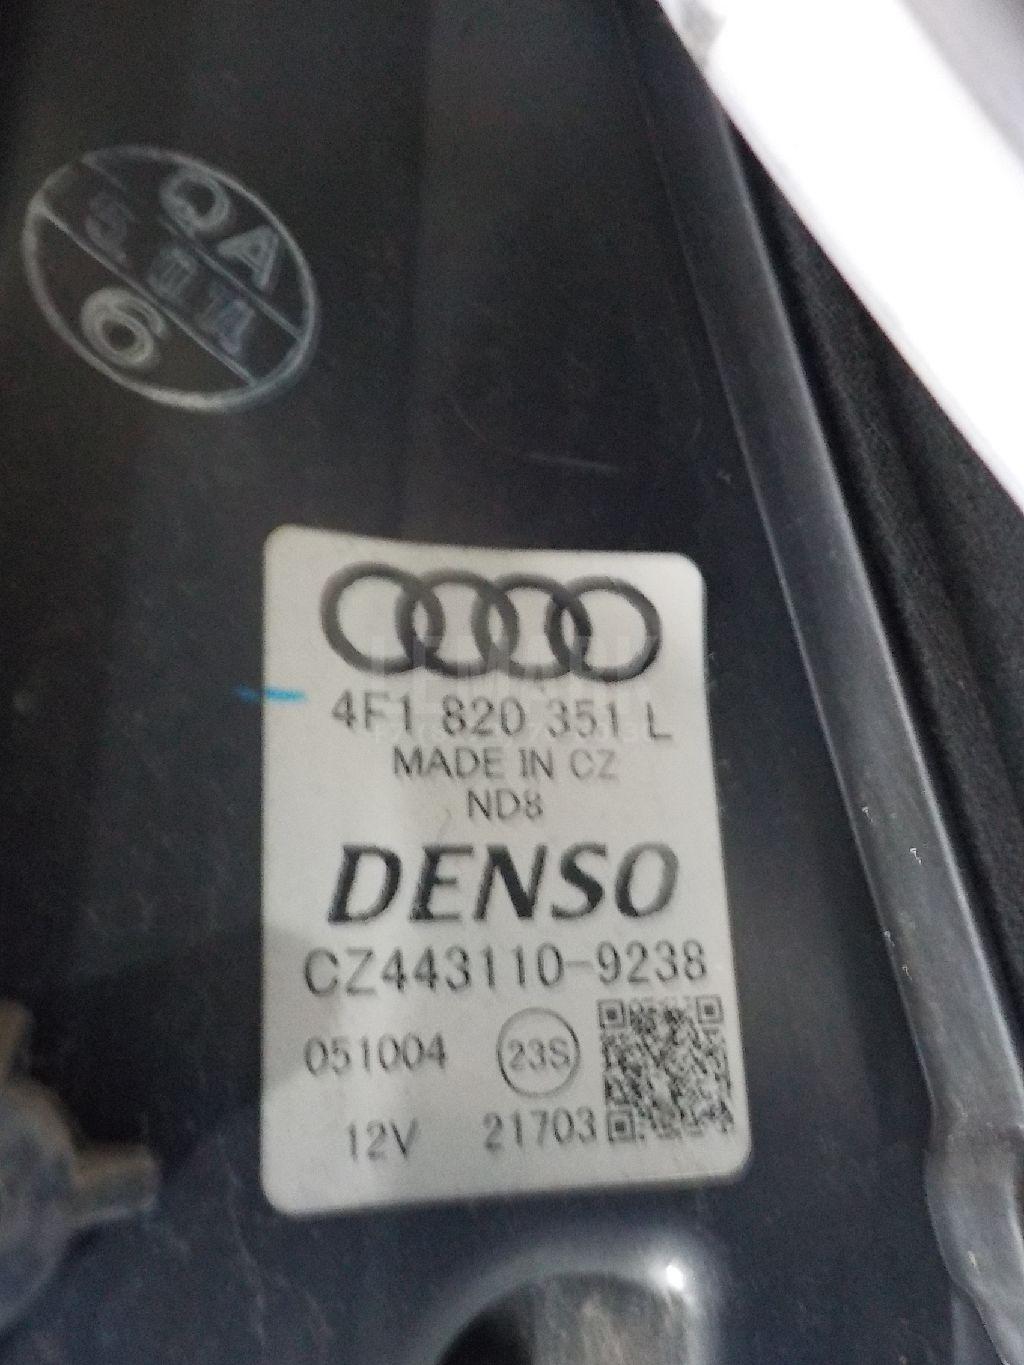 QA
6
4F1 820 351 L
MADE IN CZ
ND8
DENSO
CZ443110-9238
051004 23S
12V 21703